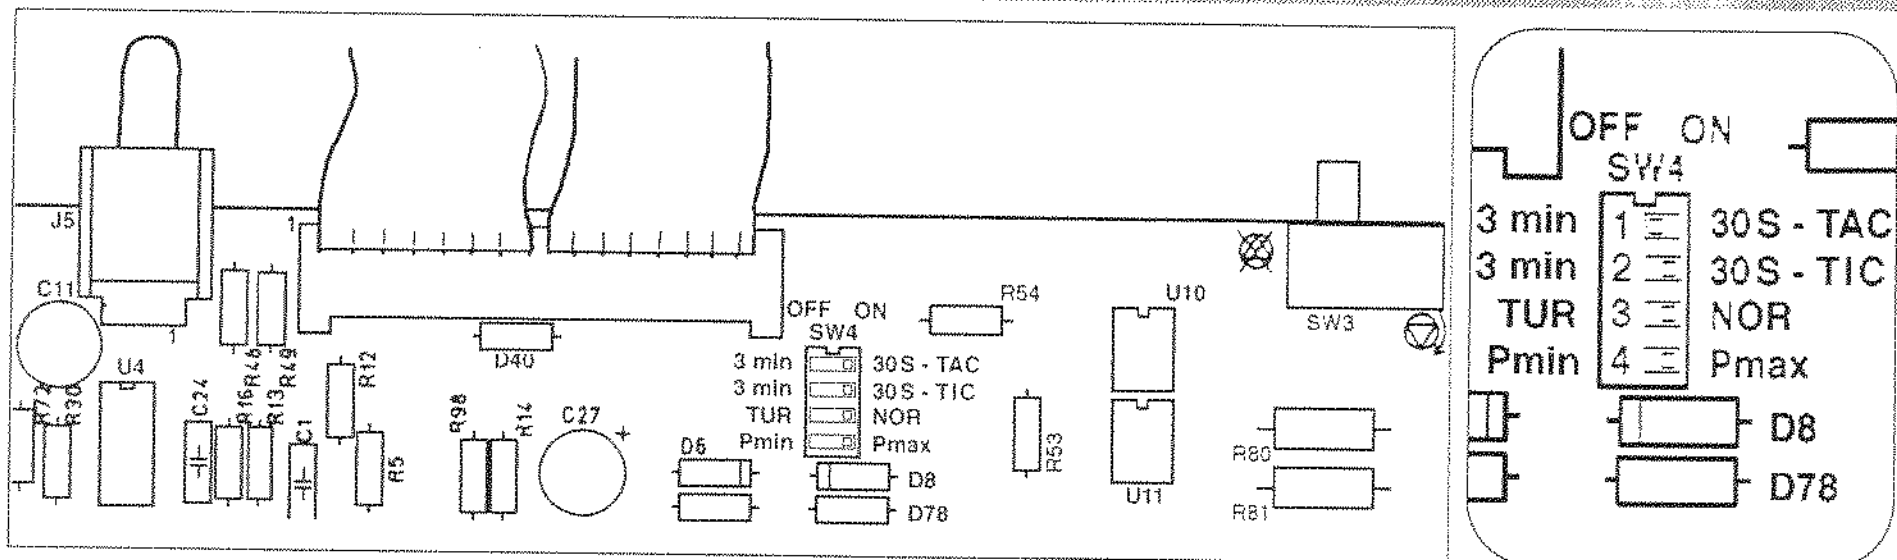 J5
1
1
C11
U4
R72
R30
C24
R16
R13
R46
R49
C1
R12
R5
D40
R98
R14
C27
+
OFF ON
SW4
3 min 30S - TAC
3 min 30S - TIC
TUR NOR
Pmin Pmax
D6
D8
D78
R54
R53
U10
U11
SW3
R80
R81
OFF ON
SW4
3 min 1 30S - TAC
3 min 2 30S - TIC
TUR 3 NOR
Pmin 4 Pmax
D8
D78